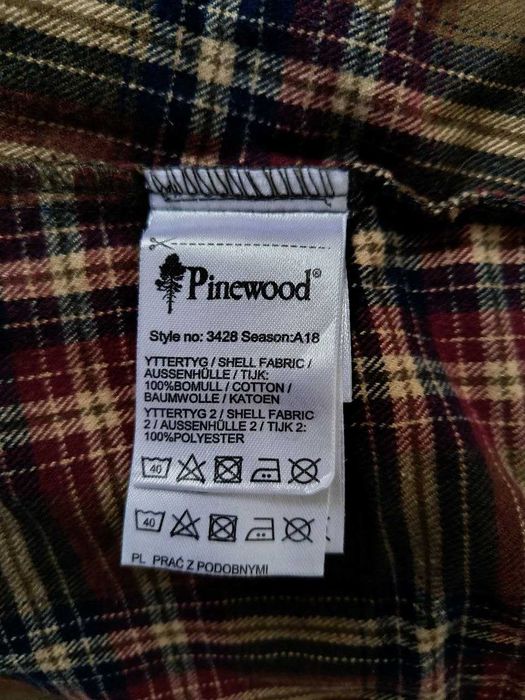 Pinewood®
Style no: 3428 Season:A18
YTTERTYG / SHELL FABRIC /
AUSSENHÜLLE / TIJK:
100%BOMULL / COTTON /
BAUMWOLLE / KATOEN
YTTERTYG 2 / SHELL FABRIC
2 / AUSSENHÜLLE 2 / TIJK 2:
100%POLYESTER
40
40
PL PRAĆ Z PODOBNYMI